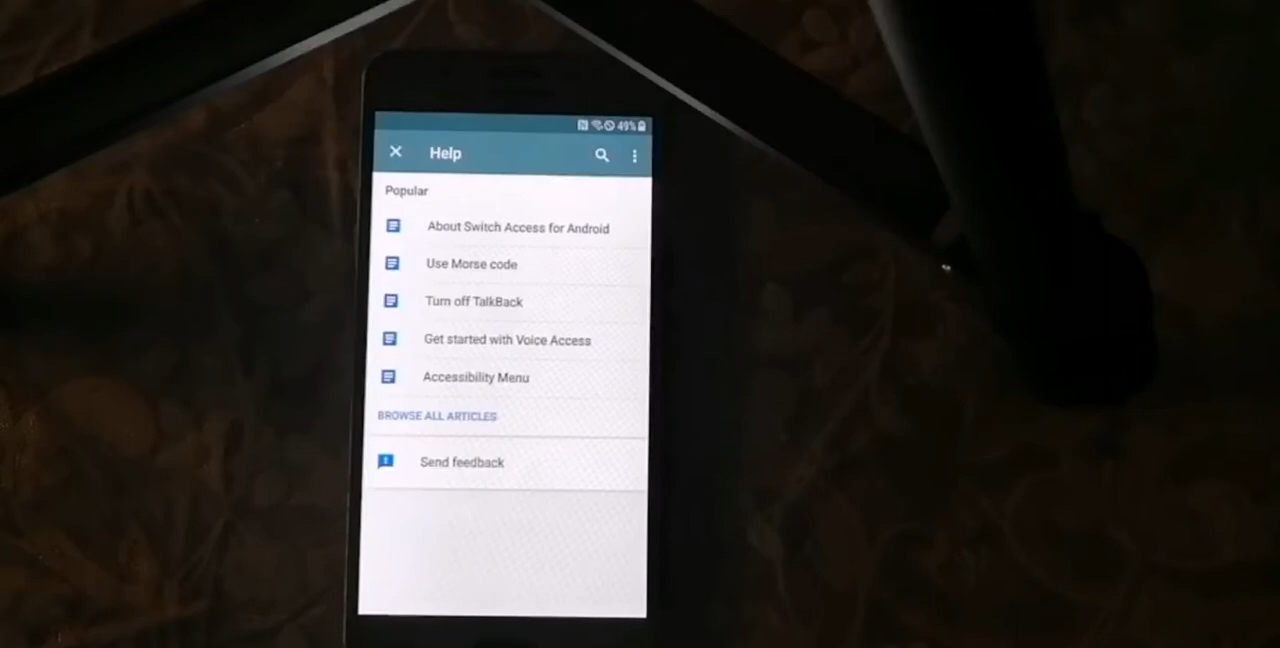 49%
Help
Popular
About Switch Access for Android
Use Morse code
Turn off TalkBack
Get started with Voice Access
Accessibility Menu
BROWSE ALL ARTICLES
Send feedback